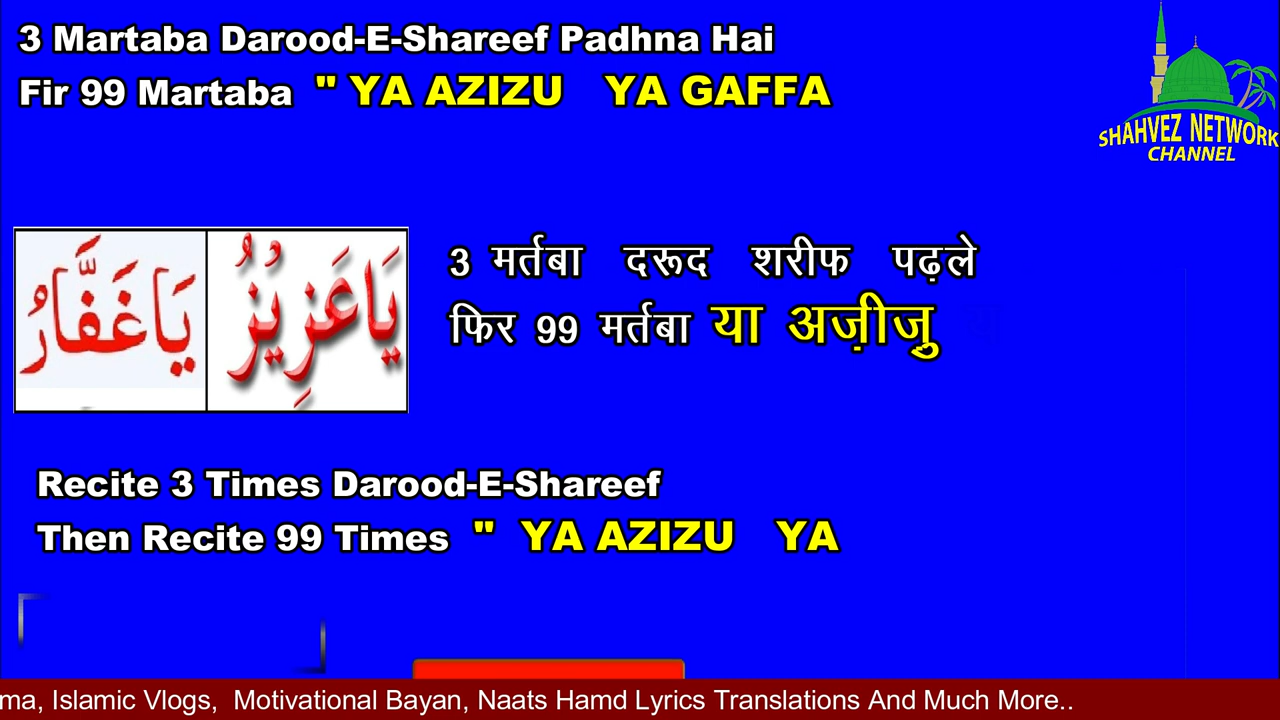 3 Martaba Darood-E-Shareef Padhna Hai
Fir 99 Martaba " YA AZIZU YA GAFFA
SHAHVEZ NETWORK
CHANNEL
يَا عَزِيزُ
يَا غَفَّارُ
3 मर्तबा दरूद शरीफ पढ़ले
फिर 99 मर्तबा या अज़ीजु या
Recite 3 Times Darood-E-Shareef
Then Recite 99 Times " YA AZIZU YA
ma, Islamic Vlogs, Motivational Bayan, Naats Hamd Lyrics Translations And Much More..